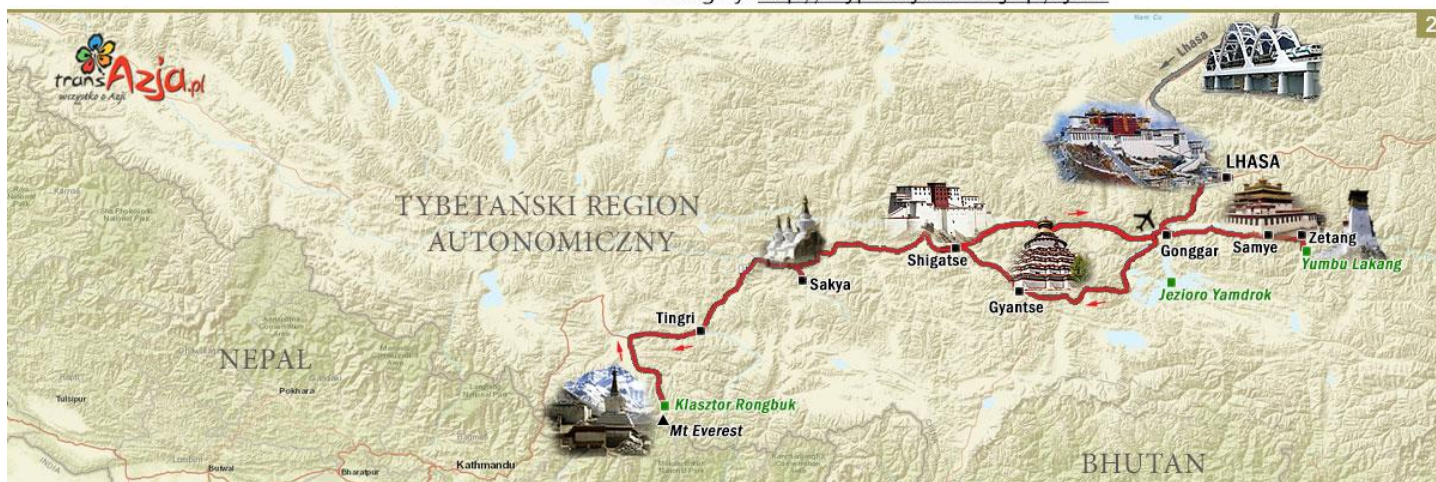 2
transAzja.pl
wszystko o Azji
Lhasa
LHASA
TYBETAŃSKI REGION
AUTONOMICZNY
Shigatse
Gonggar
Samye
Zetang
Yumbu Lakang
Sakya
Gyantse
Jezioro Yamdrok
Tingri
NEPAL
Pokhara
Tulsipur
Klasztor Rongbuk
Mt Everest
Kathmandu
Butwal
Bharatpur
INDIA
BHUTAN